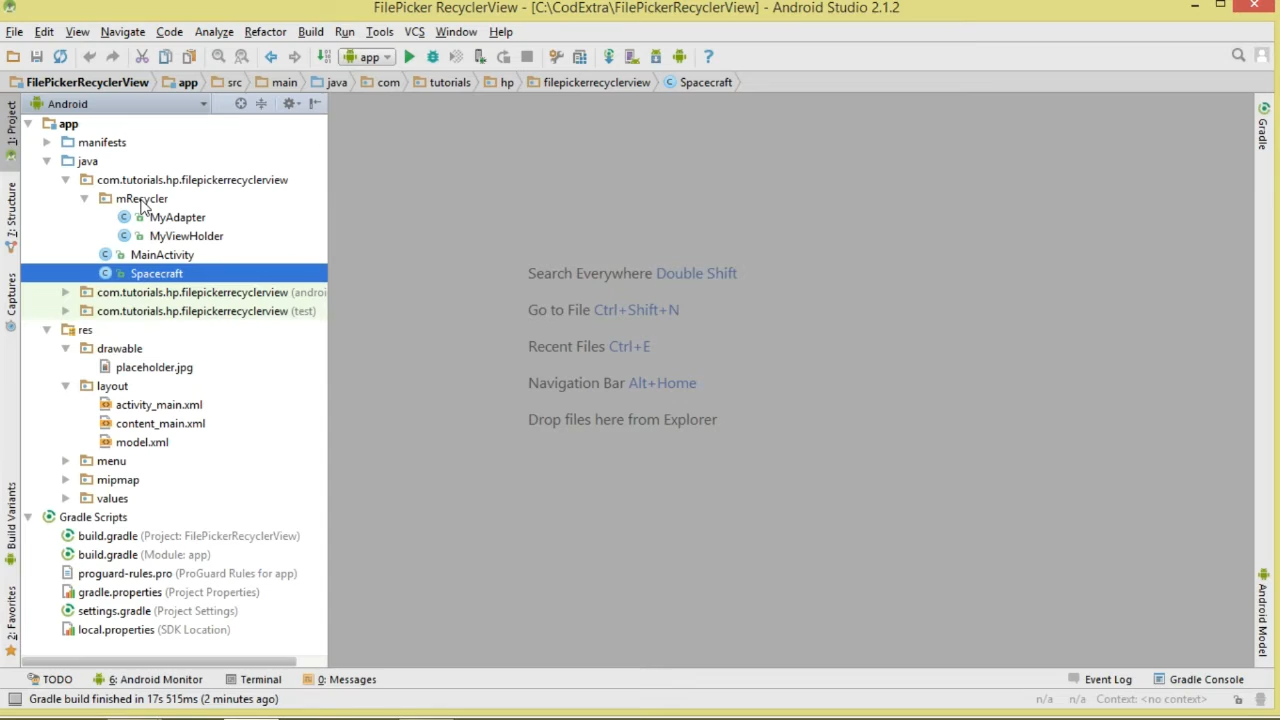 FilePicker RecyclerView - [C:\CodExtra\FilePickerRecyclerView] - Android Studio 2.1.2
File Edit View Navigate Code Analyze Refactor Build Run Tools VCS Window Help
app
FilePickerRecyclerView app src main java com tutorials hp filepickerrecyclerview Spacecraft
Android
app
manifests
java
com.tutorials.hp.filepickerrecyclerview
mRecycler
MyAdapter
MyViewHolder
MainActivity
Spacecraft
com.tutorials.hp.filepickerrecyclerview (androi
com.tutorials.hp.filepickerrecyclerview (test)
res
drawable
placeholder.jpg
layout
activity_main.xml
content_main.xml
model.xml
menu
mipmap
values
Gradle Scripts
build.gradle (Project: FilePickerRecyclerView)
build.gradle (Module: app)
proguard-rules.pro (ProGuard Rules for app)
gradle.properties (Project Properties)
settings.gradle (Project Settings)
local.properties (SDK Location)
1: Project
7: Structure
Captures
Build Variants
2: Favorites
Search Everywhere Double Shift
Go to File Ctrl+Shift+N
Recent Files Ctrl+E
Navigation Bar Alt+Home
Drop files here from Explorer
Gradle
Android Model
TODO 6: Android Monitor Terminal 0: Messages Event Log Gradle Console
Gradle build finished in 17s 515ms (2 minutes ago) n/a n/a Context: <no context>